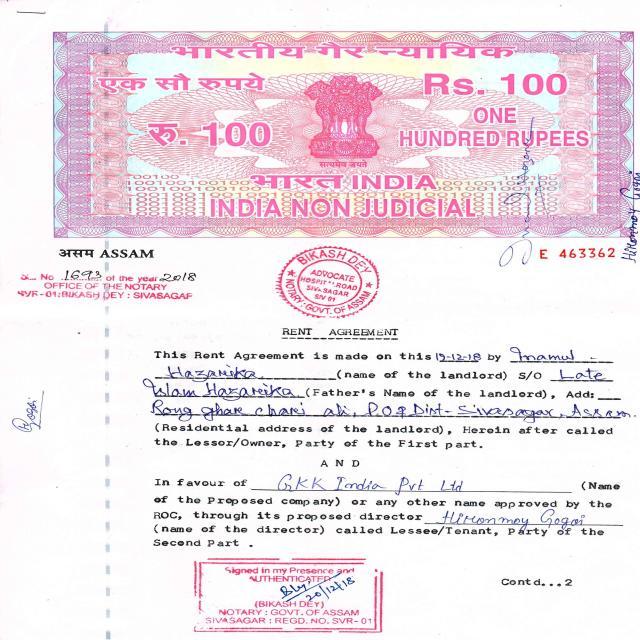 भारतीय गैर न्यायिक
एक सौ रुपये
Rs. 100
रु. 100
ONE
HUNDRED RUPEES
सत्यमेव जयते
भारत INDIA
INDIA NON JUDICIAL
असम ASSAM
E 463362
Hironmoy Gogoi
No 1693 of the year 2018
OFFICE OF THE NOTARY
SVR-01:BIKASH DEY: SIVASAGAR
BIKASH DEY
ADVOCATE
HOSPITAL ROAD
SIVASAGAR
SIV 01
NOTARY: GOVT. OF ASSAM
RENT AGREEMENT
This Rent Agreement is made on this 19-12-18 by Inamul
Hazarika (name of the landlord) S/O Late
Islam Hazarika (Father's Name of the landlord), Add:
Rong ghar chari ali, P.O & Dist- Sivasagar, Assam.
(Residential address of the landlord), Herein after called
the Lessor/Owner, Party of the First part.
AND
In favour of GKK India Pvt Ltd (Name
of the Proposed company) or any other name approved by the
ROC, through its proposed director Hironmoy Gogoi
(name of the director) called Lessee/Tenant, Party of the
Second Part .
Signed in my Presence and
AUTHENTICATED
20/12/18
(BIKASH DEY)
NOTARY : GOVT. OF ASSAM
SIVASAGAR : REGD. NO. SVR- 01
Contd...2